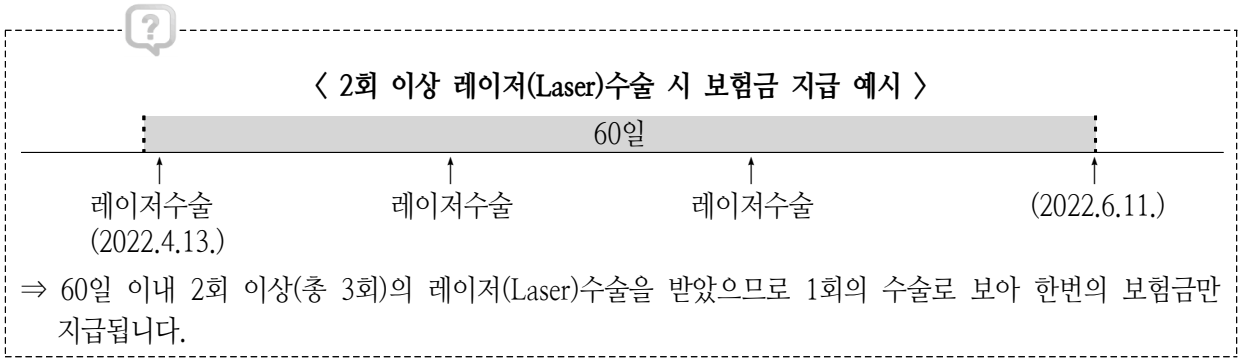 ?
〈 2회 이상 레이저(Laser)수술 시 보험금 지급 예시 〉
60일
레이저수술 레이저수술 레이저수술 (2022.6.11.)
(2022.4.13.)
⇒ 60일 이내 2회 이상(총 3회)의 레이저(Laser)수술을 받았으므로 1회의 수술로 보아 한번의 보험금만
지급됩니다.